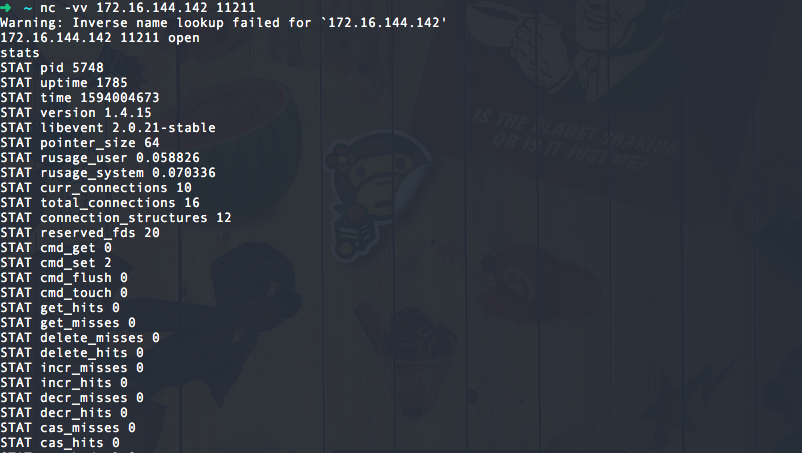 ➜ ~ nc -vv 172.16.144.142 11211
Warning: Inverse name lookup failed for `172.16.144.142'
172.16.144.142 11211 open
stats
STAT pid 5748
STAT uptime 1785
STAT time 1594004673
STAT version 1.4.15
STAT libevent 2.0.21-stable
STAT pointer_size 64
STAT rusage_user 0.058826
STAT rusage_system 0.070336
STAT curr_connections 10
STAT total_connections 16
STAT connection_structures 12
STAT reserved_fds 20
STAT cmd_get 0
STAT cmd_set 2
STAT cmd_flush 0
STAT cmd_touch 0
STAT get_hits 0
STAT get_misses 0
STAT delete_misses 0
STAT delete_hits 0
STAT incr_misses 0
STAT incr_hits 0
STAT decr_misses 0
STAT decr_hits 0
STAT cas_misses 0
STAT cas_hits 0
IS THE PLANET SHAKING
OR IS IT JUST ME?